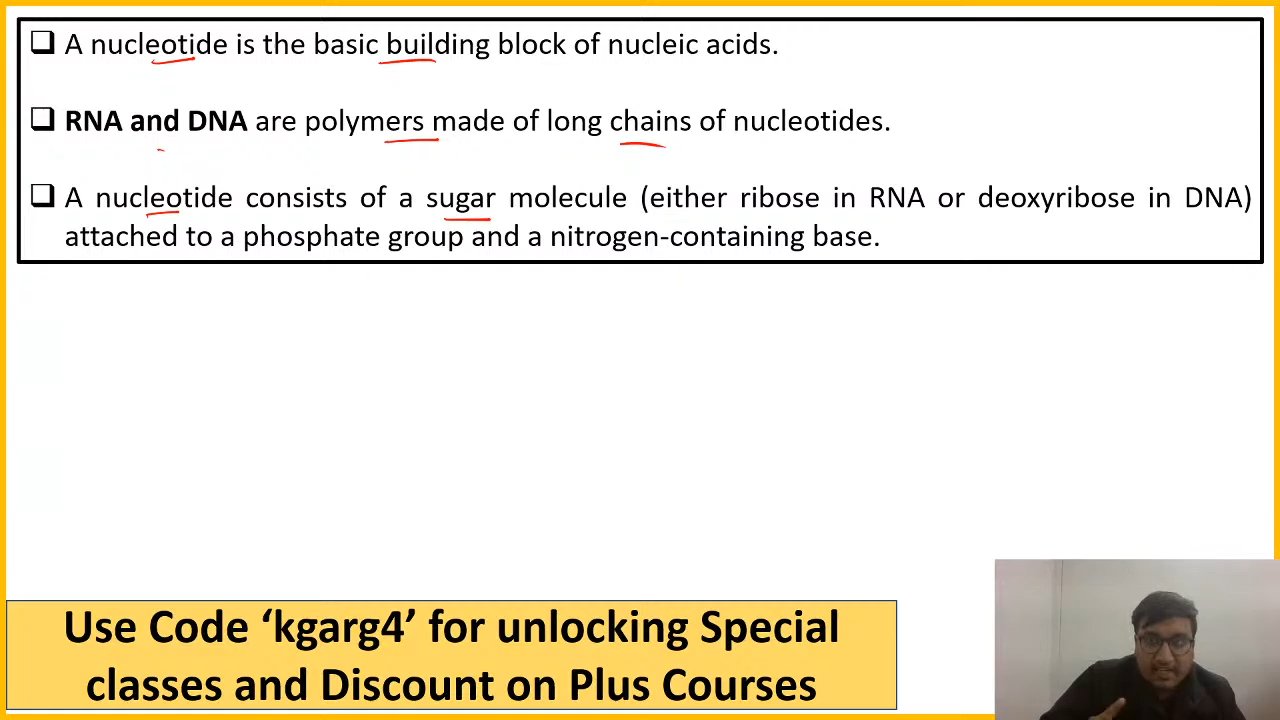 A nucleotide is the basic building block of nucleic acids.
RNA and DNA are polymers made of long chains of nucleotides.
A nucleotide consists of a sugar molecule (either ribose in RNA or deoxyribose in DNA)
attached to a phosphate group and a nitrogen-containing base.
Use Code ‘kgarg4’ for unlocking Special
classes and Discount on Plus Courses